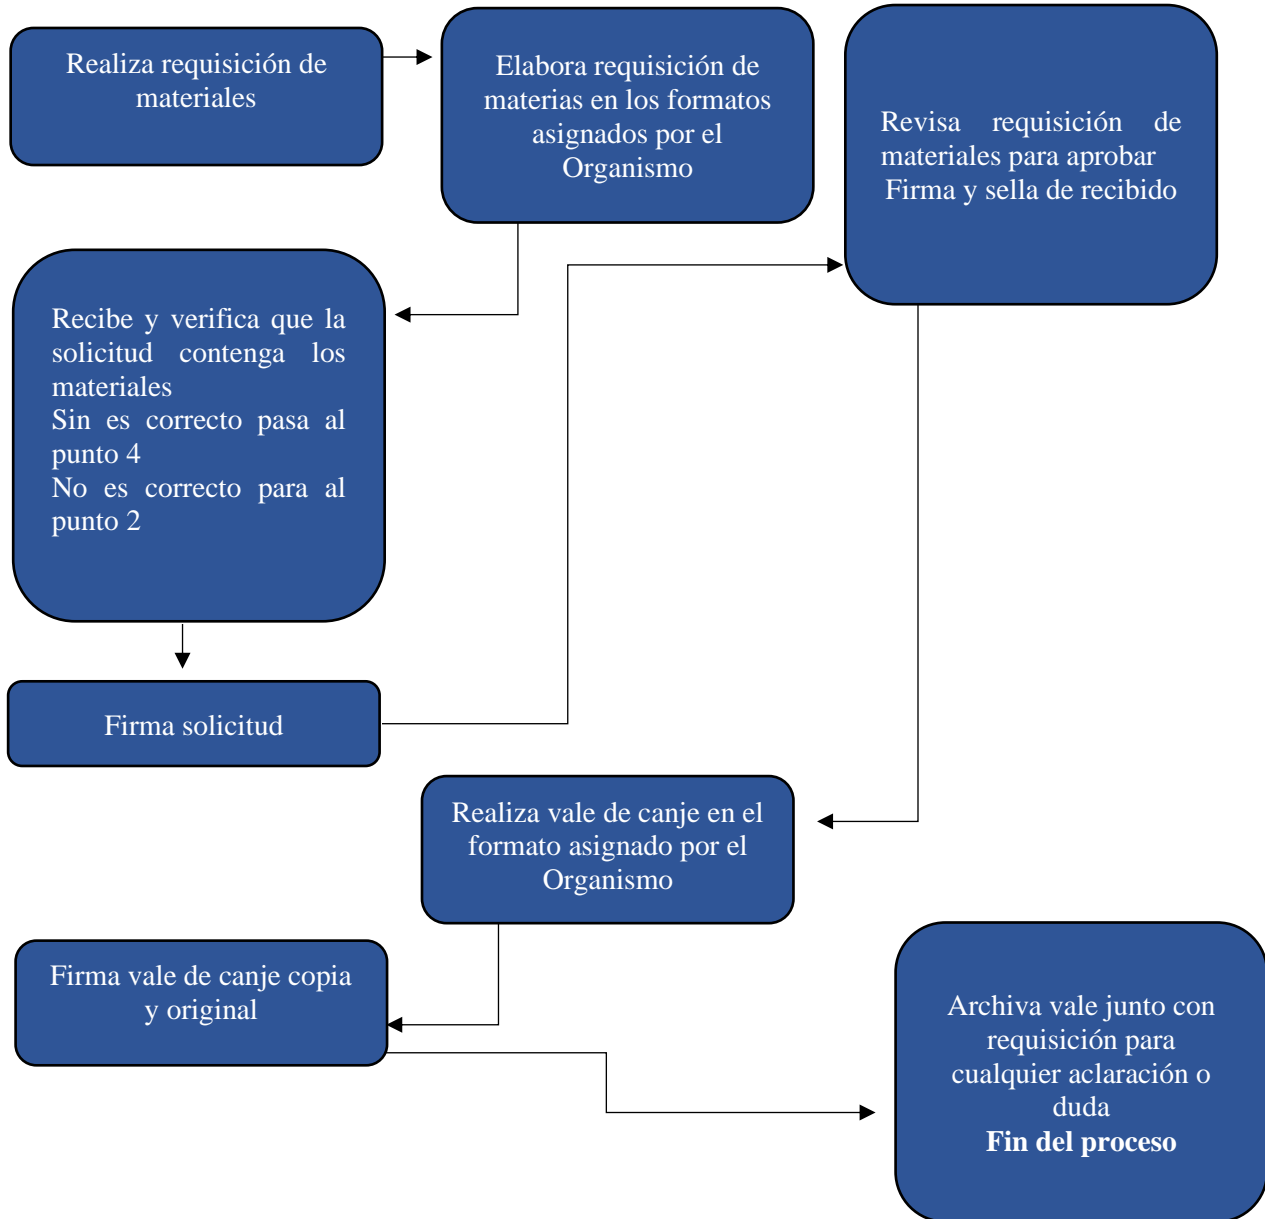 Realiza requisición de
materiales
Elabora requisición de
materias en los formatos
asignados por el
Organismo
Revisa requisición de
materiales para aprobar
Firma y sella de recibido
Recibe y verifica que la
solicitud contenga los
materiales
Sin es correcto pasa al
punto 4
No es correcto para al
punto 2
Firma solicitud
Realiza vale de canje en el
formato asignado por el
Organismo
Firma vale de canje copia
y original
Archiva vale junto con
requisición para
cualquier aclaración o
duda
Fin del proceso